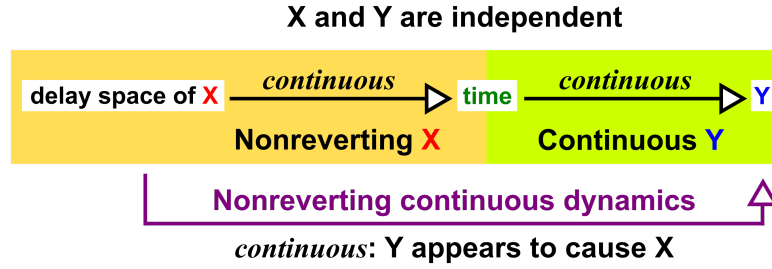 X and Y are independent
continuous continuous
delay space of X time Y
Nonreverting X Continuous Y
Nonreverting continuous dynamics
continuous: Y appears to cause X